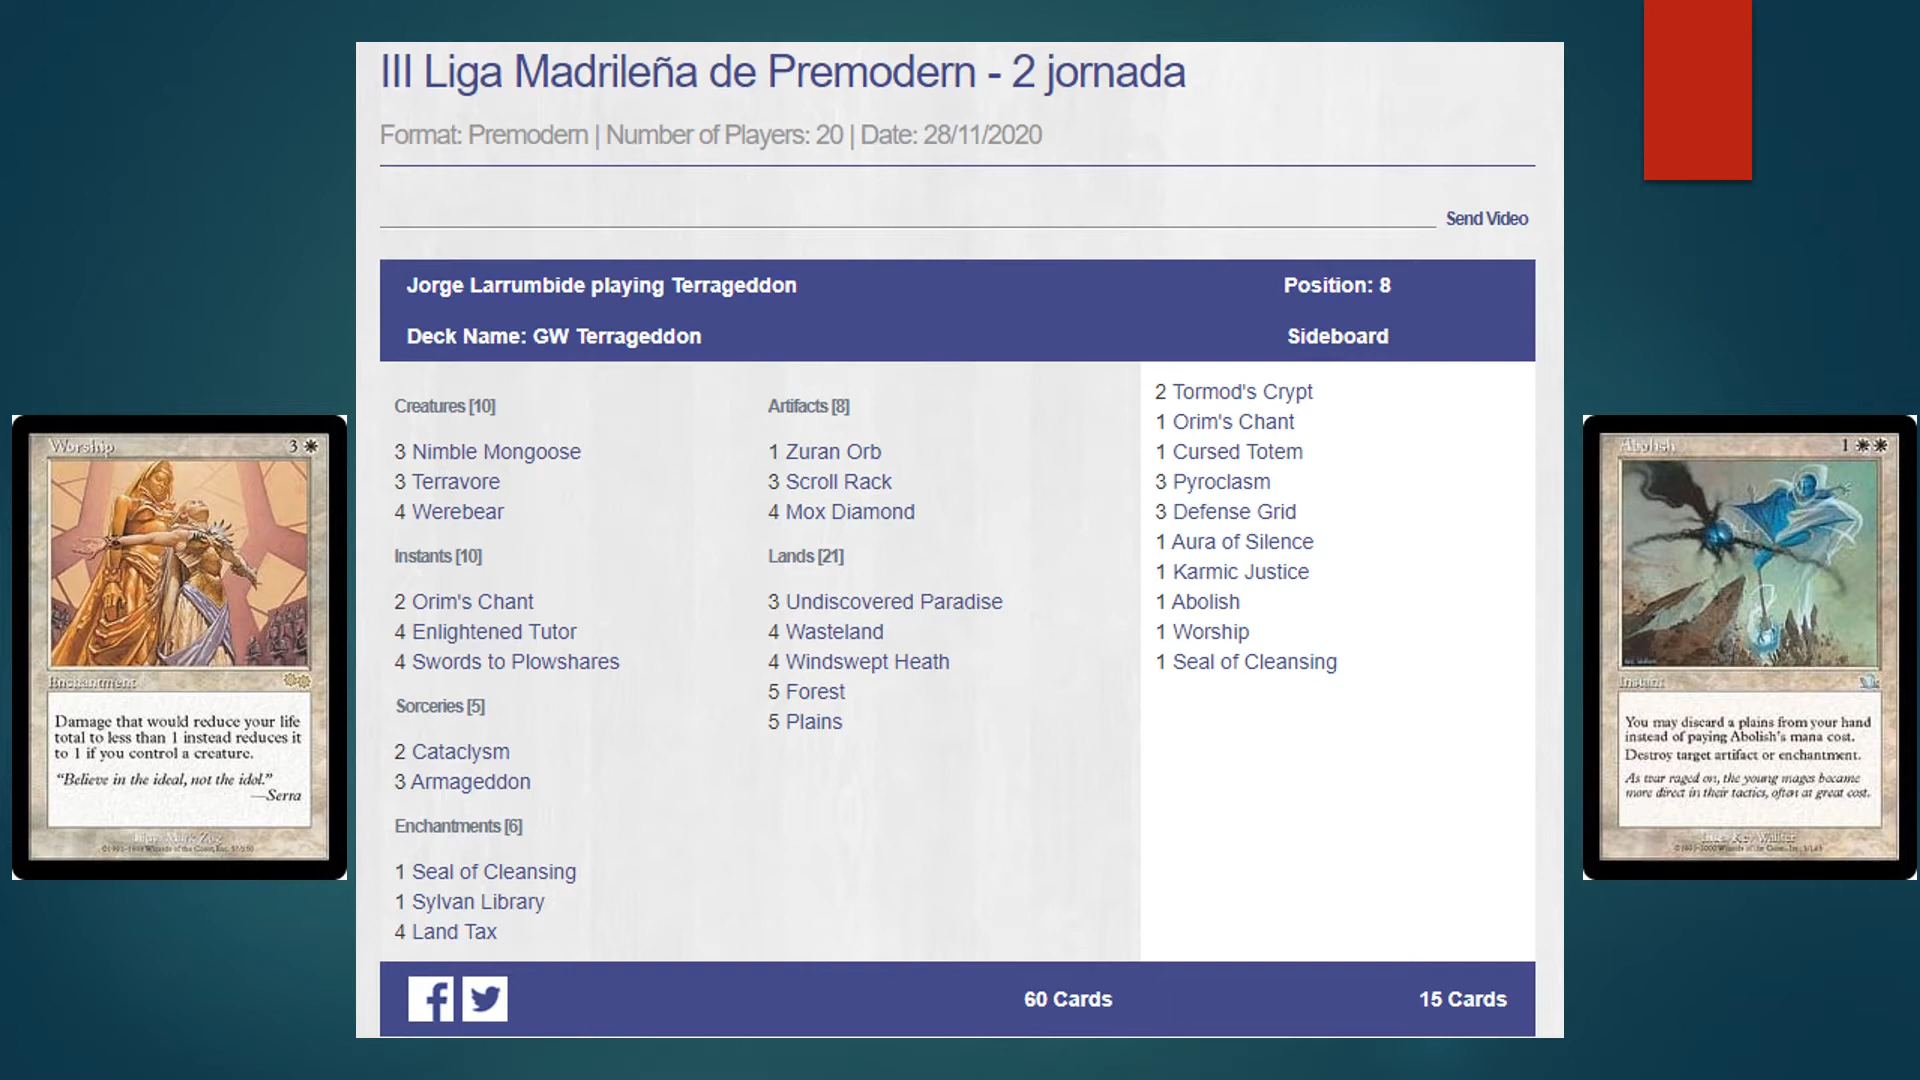 III Liga Madrileña de Premodern - 2 jornada
Format: Premodern | Number of Players: 20 | Date: 28/11/2020
Send Video
Jorge Larrumbide playing Terrageddon
Position: 8
Deck Name: GW Terrageddon
Sideboard
Creatures [10]
3 Nimble Mongoose
3 Terravore
4 Werebear
Instants [10]
2 Orim's Chant
4 Enlightened Tutor
4 Swords to Plowshares
Sorceries [5]
2 Cataclysm
3 Armageddon
Enchantments [6]
1 Seal of Cleansing
1 Sylvan Library
4 Land Tax
Artifacts [8]
1 Zuran Orb
3 Scroll Rack
4 Mox Diamond
Lands [21]
3 Undiscovered Paradise
4 Wasteland
4 Windswept Heath
5 Forest
5 Plains
2 Tormod's Crypt
1 Orim's Chant
1 Cursed Totem
3 Pyroclasm
3 Defense Grid
1 Aura of Silence
1 Karmic Justice
1 Abolish
1 Worship
1 Seal of Cleansing
60 Cards
15 Cards
Worship
3
Enchantment
Damage that would reduce your life
total to less than 1 instead reduces it
to 1 if you control a creature.
“Believe in the ideal, not the idol.”
—Serra
Abolish
1
Instant
You may discard a plains from your hand
instead of paying Abolish's mana cost.
Destroy target artifact or enchantment.
As war raged on, the young mages became
more direct in their tactics, often at great cost.